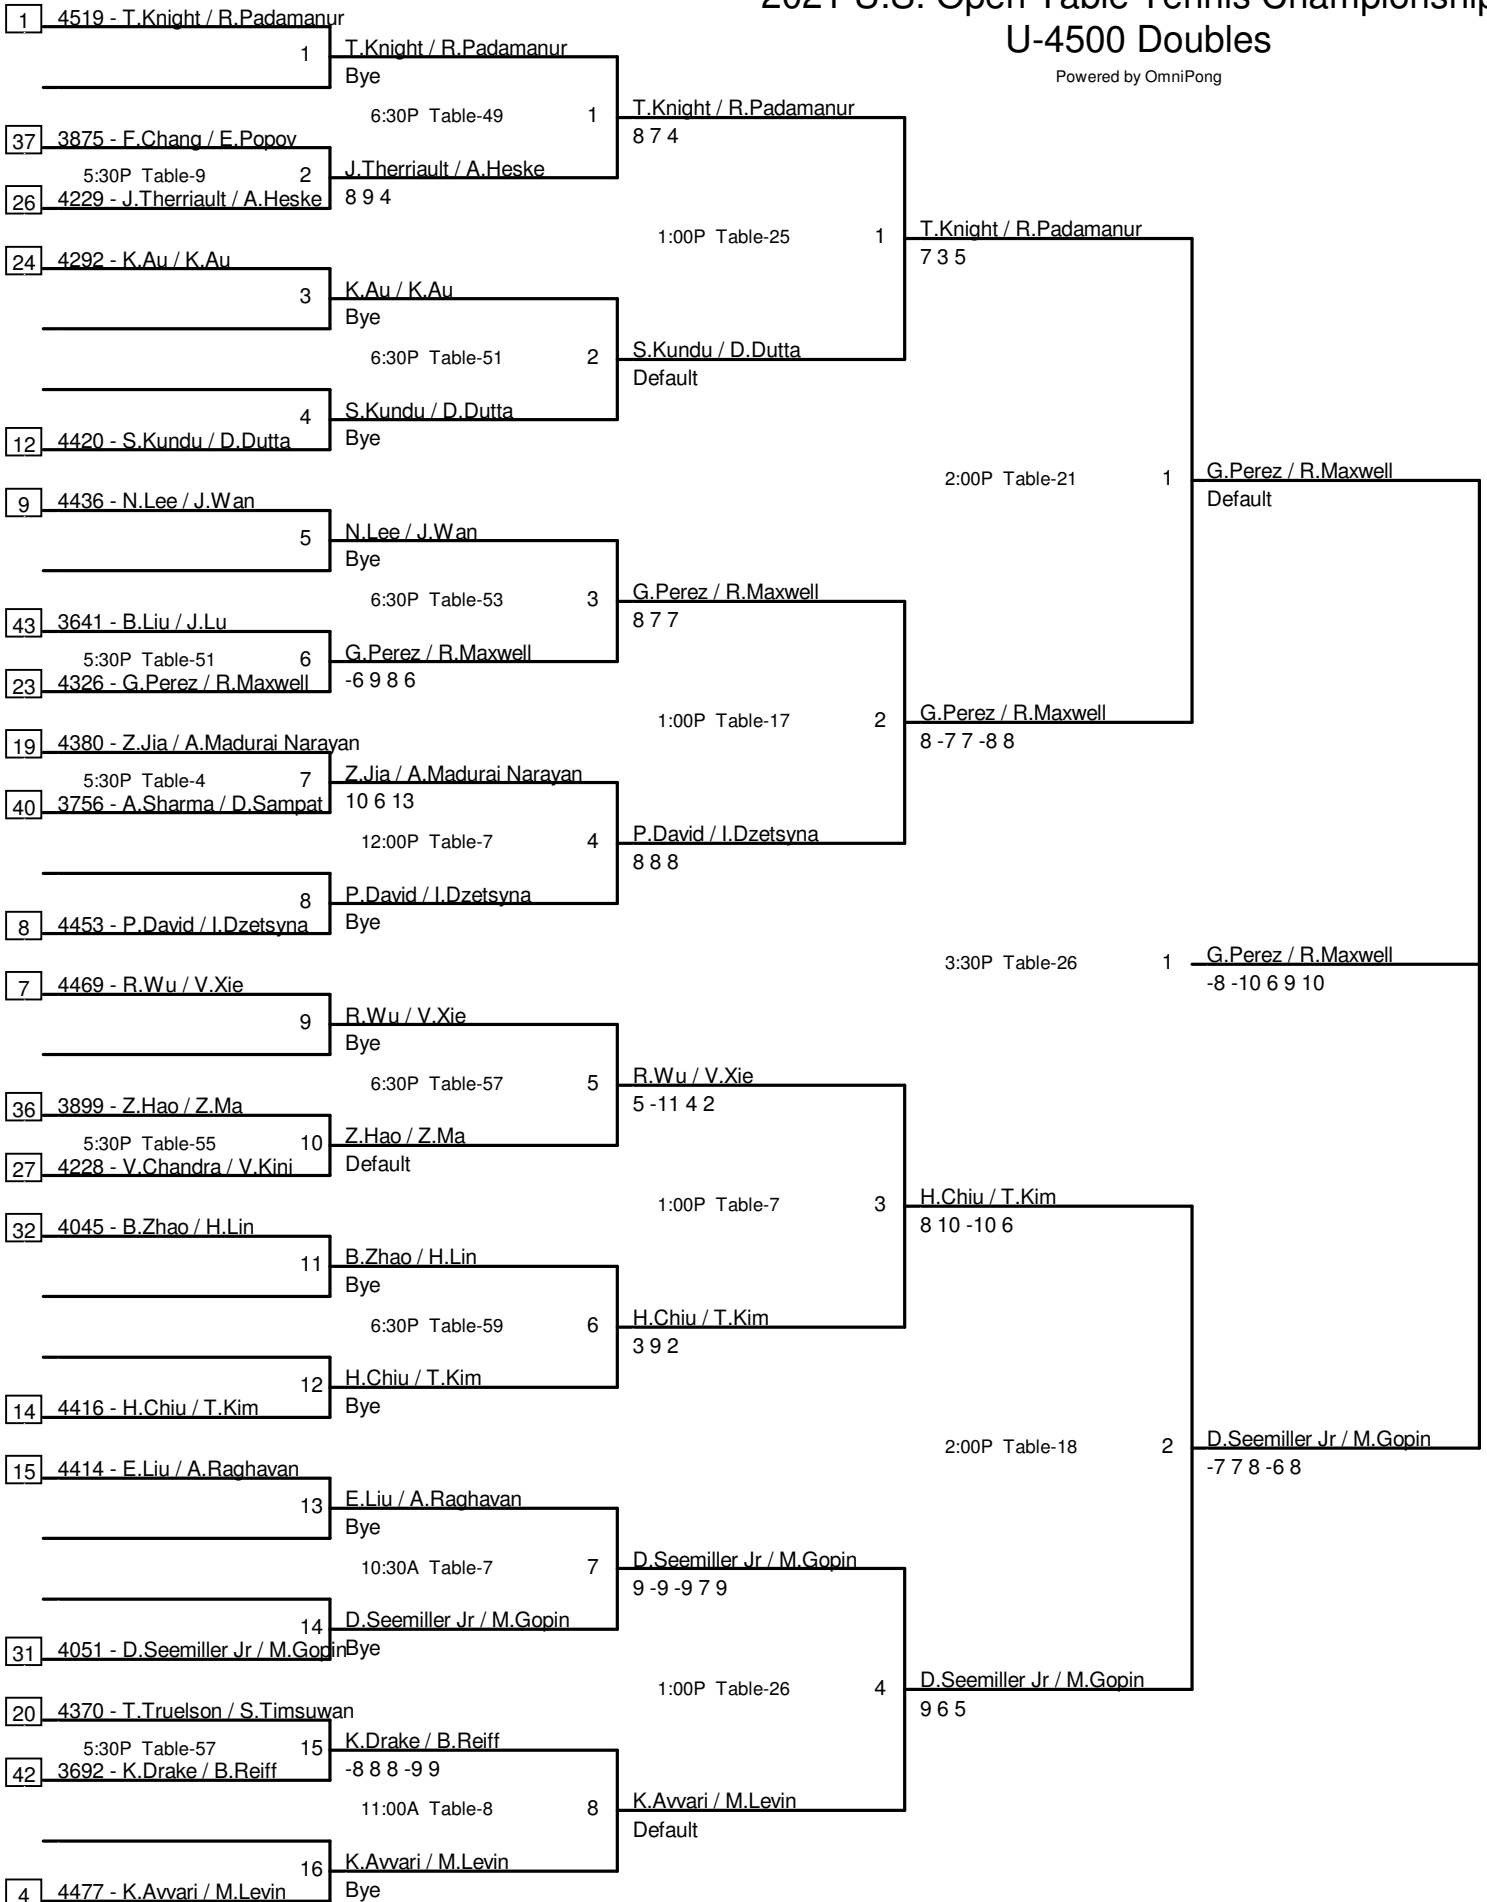 2021 U.S. Open Table Tennis Championship
U-4500 Doubles
Powered by OmniPong
1 4519 - T.Knight / R.Padamanur
1 T.Knight / R.Padamanur
Bye
6:30P Table-49 1 T.Knight / R.Padamanur
8 7 4
37 3875 - F.Chang / E.Popov
5:30P Table-9 2 J.Therriault / A.Heske
26 4229 - J.Therriault / A.Heske 8 9 4
1:00P Table-25 1 T.Knight / R.Padamanur
7 3 5
24 4292 - K.Au / K.Au
3 K.Au / K.Au
Bye
6:30P Table-51 2 S.Kundu / D.Dutta
Default
4 S.Kundu / D.Dutta
12 4420 - S.Kundu / D.Dutta Bye
2:00P Table-21 1 G.Perez / R.Maxwell
Default
9 4436 - N.Lee / J.Wan
5 N.Lee / J.Wan
Bye
6:30P Table-53 3 G.Perez / R.Maxwell
8 7 7
43 3641 - B.Liu / J.Lu
5:30P Table-51 6 G.Perez / R.Maxwell
23 4326 - G.Perez / R.Maxwell -6 9 8 6
1:00P Table-17 2 G.Perez / R.Maxwell
8 -7 7 -8 8
19 4380 - Z.Jia / A.Madurai Narayan
5:30P Table-4 7 Z.Jia / A.Madurai Narayan
40 3756 - A.Sharma / D.Sampat 10 6 13
12:00P Table-7 4 P.David / I.Dzetsyna
8 8 8
8 P.David / I.Dzetsyna
8 4453 - P.David / I.Dzetsyna Bye
3:30P Table-26 1 G.Perez / R.Maxwell
-8 -10 6 9 10
7 4469 - R.Wu / V.Xie
9 R.Wu / V.Xie
Bye
6:30P Table-57 5 R.Wu / V.Xie
5 -11 4 2
36 3899 - Z.Hao / Z.Ma
5:30P Table-55 10 Z.Hao / Z.Ma
27 4228 - V.Chandra / V.Kini Default
1:00P Table-7 3 H.Chiu / T.Kim
8 10 -10 6
32 4045 - B.Zhao / H.Lin
11 B.Zhao / H.Lin
Bye
6:30P Table-59 6 H.Chiu / T.Kim
3 9 2
12 H.Chiu / T.Kim
14 4416 - H.Chiu / T.Kim Bye
2:00P Table-18 2 D.Seemiller Jr / M.Gopin
-7 7 8 -6 8
15 4414 - E.Liu / A.Raghavan
13 E.Liu / A.Raghavan
Bye
10:30A Table-7 7 D.Seemiller Jr / M.Gopin
9 -9 -9 7 9
14 D.Seemiller Jr / M.Gopin
31 4051 - D.Seemiller Jr / M.Gopin Bye
1:00P Table-26 4 D.Seemiller Jr / M.Gopin
9 6 5
20 4370 - T.Truelson / S.Timsuwan
5:30P Table-57 15 K.Drake / B.Reiff
42 3692 - K.Drake / B.Reiff -8 8 8 -9 9
11:00A Table-8 8 K.Avvari / M.Levin
Default
16 K.Avvari / M.Levin
4 4477 - K.Avvari / M.Levin Bye